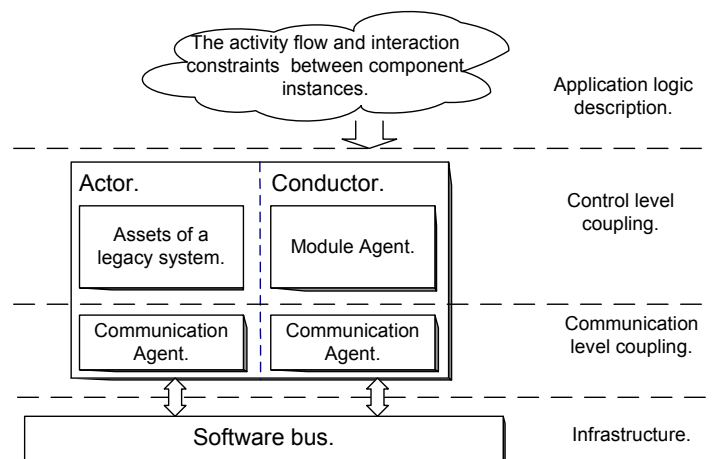 The activity flow and interaction
constraints between component
instances.
Application logic
description.
Actor.
Conductor.
Control level
coupling.
Assets of a
legacy system.
Module Agent.
Communication
Agent.
Communication
Agent.
Communication
level coupling.
Software bus.
Infrastructure.